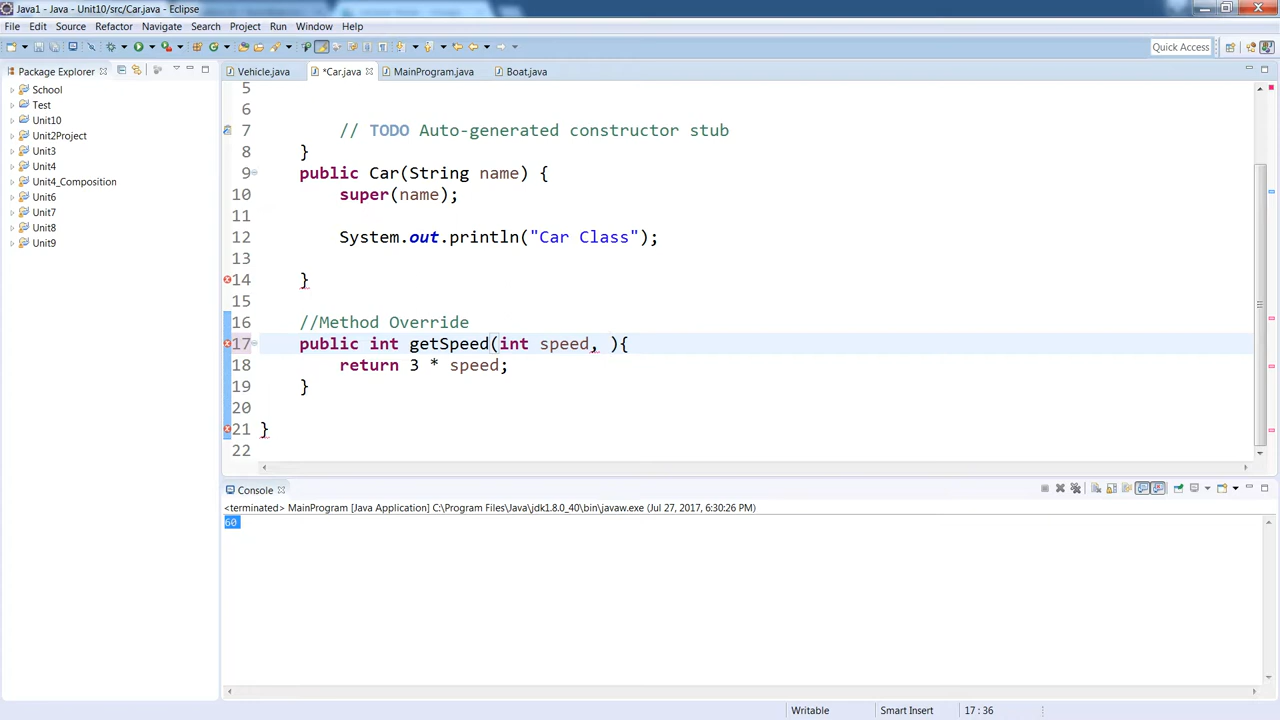 Java1 - Java - Unit10/src/Car.java - Eclipse
File Edit Source Refactor Navigate Search Project Run Window Help
Quick Access
Package Explorer
School
Test
Unit10
Unit2Project
Unit3
Unit4
Unit4_Composition
Unit6
Unit7
Unit8
Unit9
Vehicle.java *Car.java MainProgram.java Boat.java
5
6
7 // TODO Auto-generated constructor stub
8 }
9 public Car(String name) {
10 super(name);
11
12 System.out.println("Car Class");
13
14 }
15
16 //Method Override
17 public int getSpeed(int speed, ){
18 return 3 * speed;
19 }
20
21 }
22
Console
<terminated> MainProgram [Java Application] C:\Program Files\Java\jdk1.8.0_40\bin\javaw.exe (Jul 27, 2017, 6:30:26 PM)
60
Writable Smart Insert 17 : 36